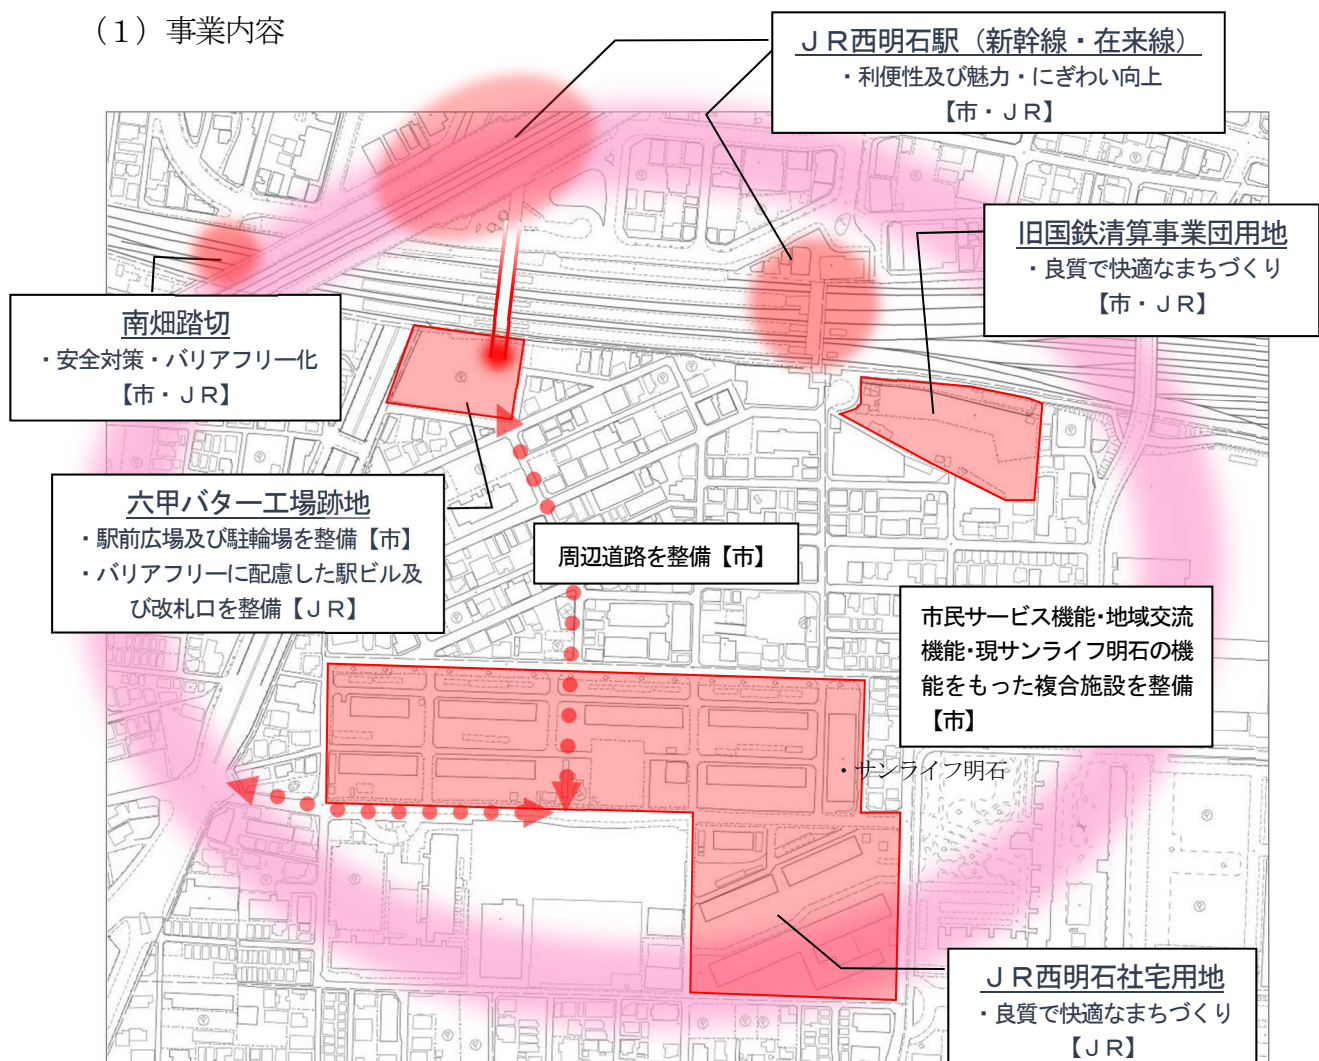 （１）事業内容
ＪＲ西明石駅（新幹線・在来線）
・利便性及び魅力・にぎわい向上
【市・ＪＲ】
旧国鉄清算事業団用地
・良質で快適なまちづくり
【市・ＪＲ】
南畑踏切
・安全対策・バリアフリー化
【市・ＪＲ】
六甲バター工場跡地
・駅前広場及び駐輪場を整備【市】
・バリアフリーに配慮した駅ビル及
び改札口を整備【ＪＲ】
周辺道路を整備【市】
市民サービス機能・地域交流
機能・現サンライフ明石の機
能をもった複合施設を整備
【市】
・サンライフ明石
ＪＲ西明石社宅用地
・良質で快適なまちづくり
【ＪＲ】